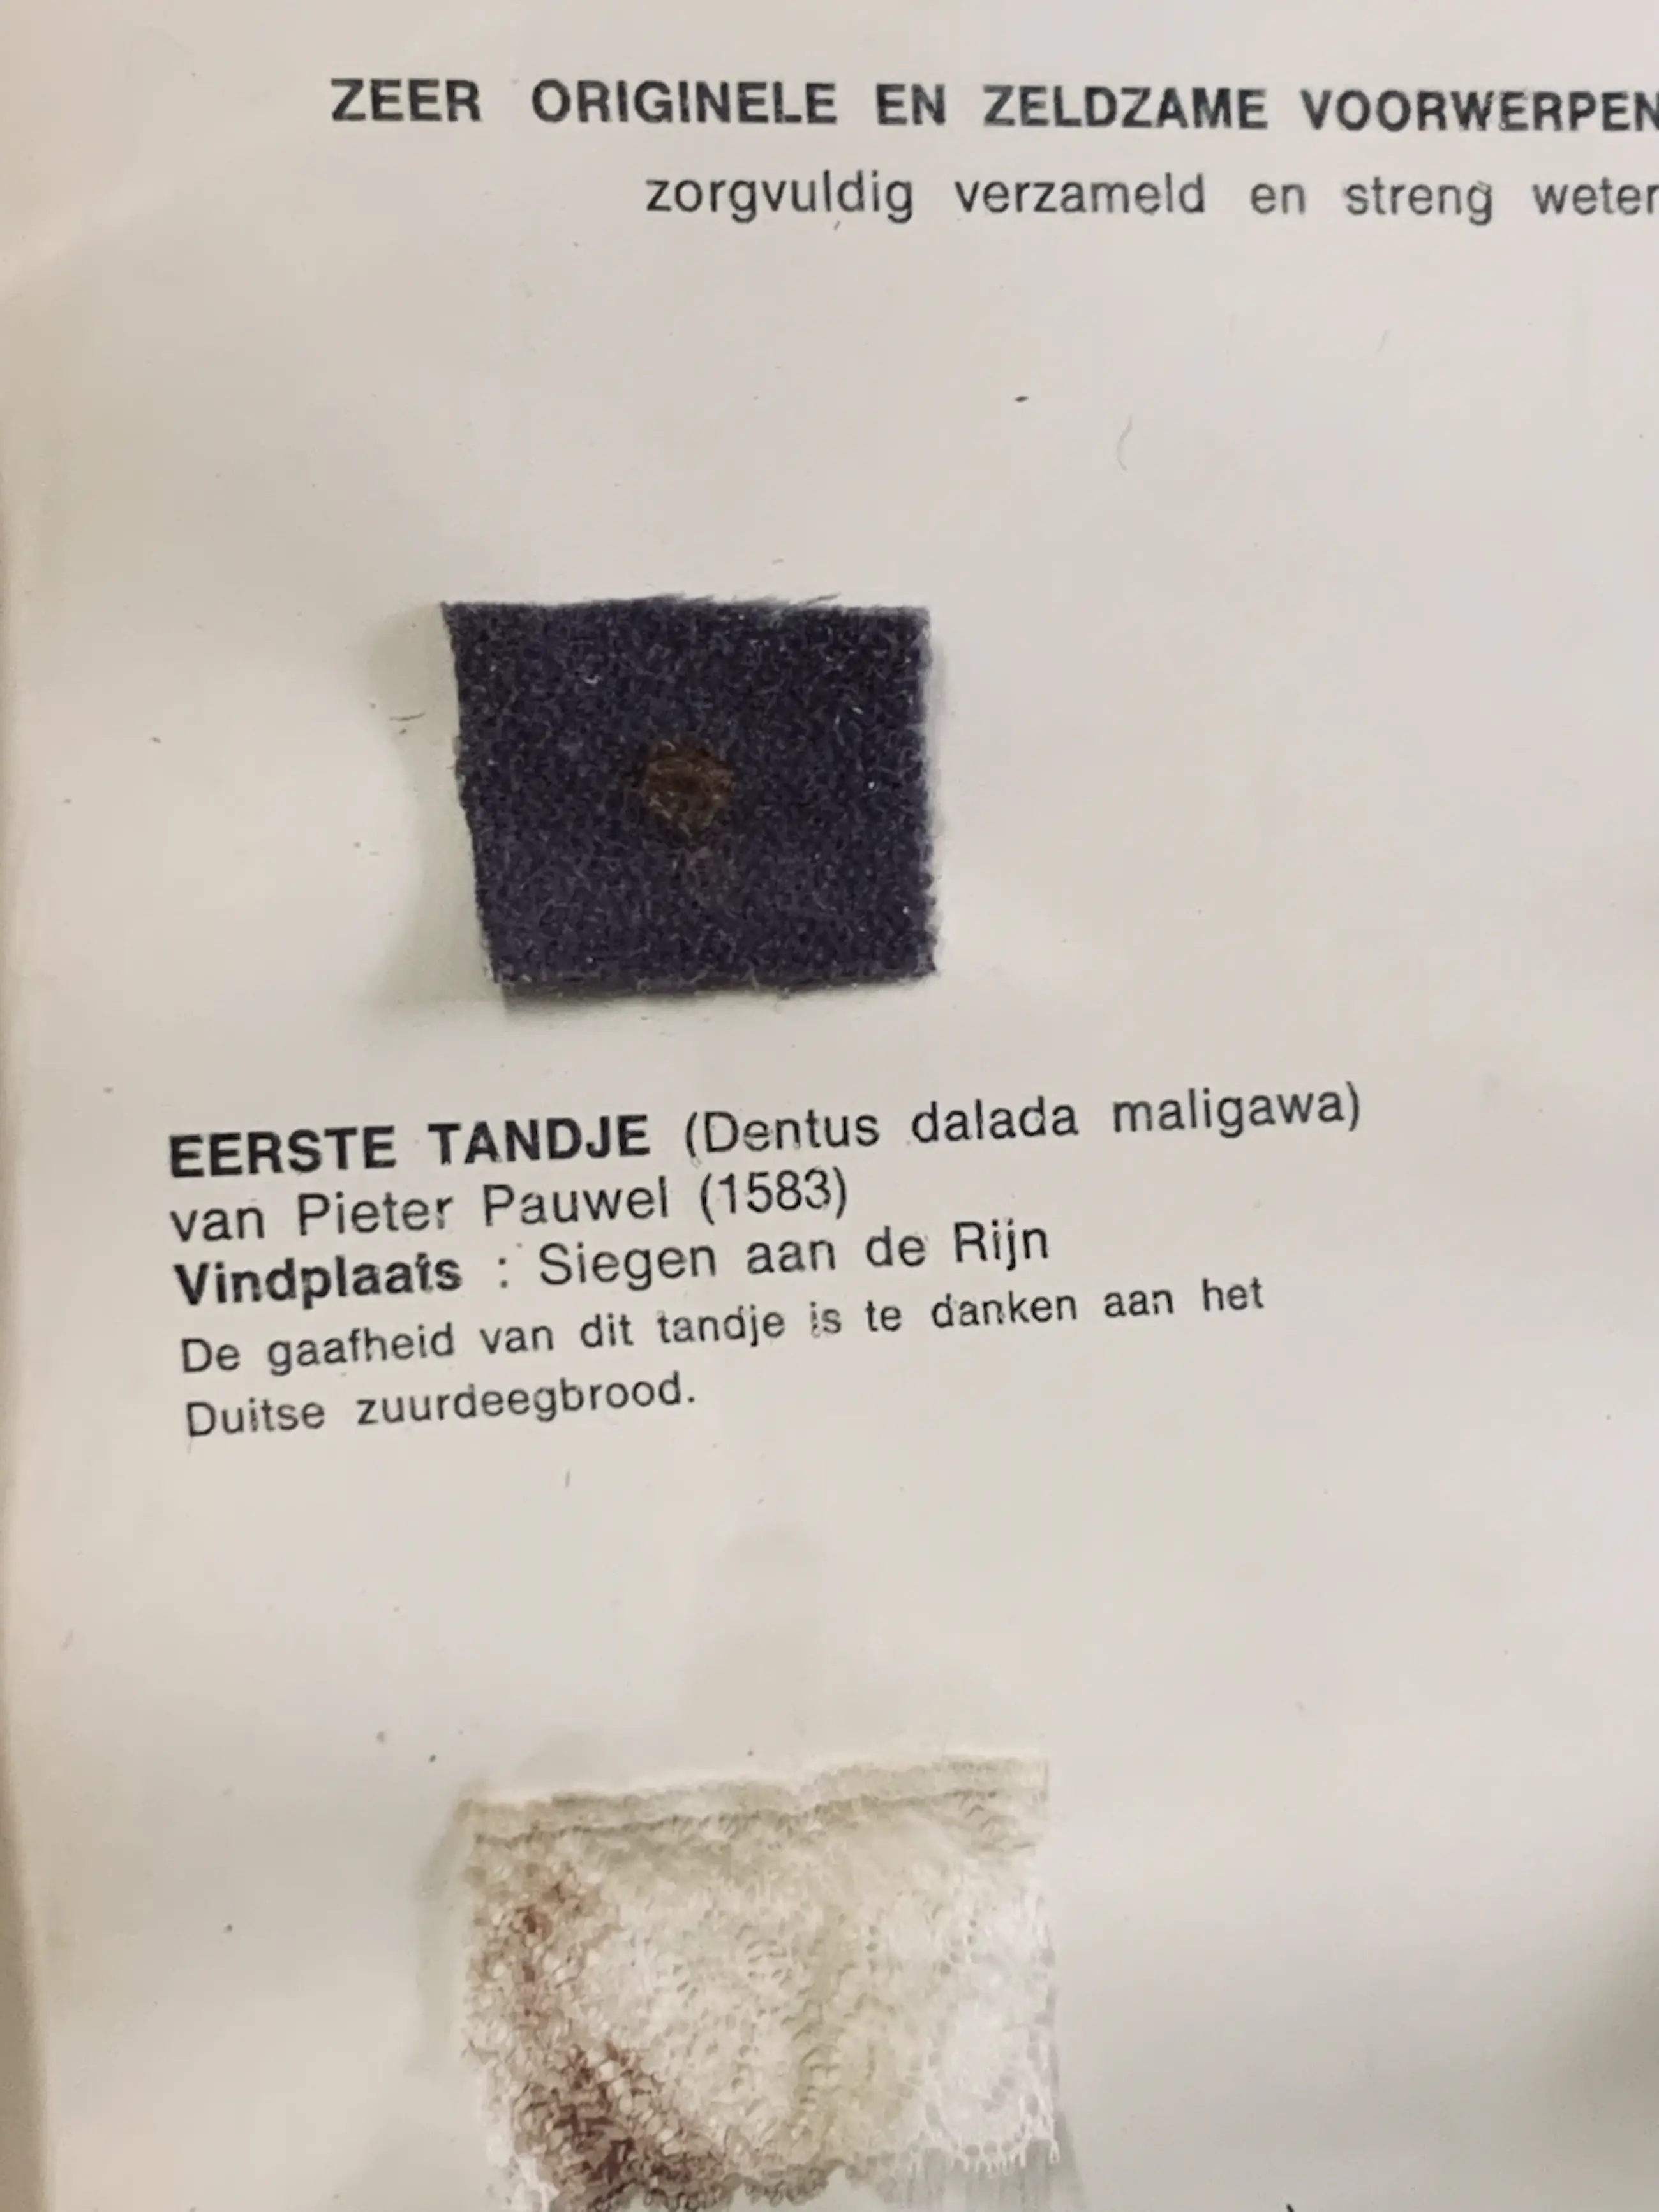 ZEER ORIGINELE EN ZELDZAME VOORWERPEN
zorgvuldig verzameld en streng
EERSTE TANDJE (Dentus dalada maligawa)
van Pieter Pauwel (1583)
Vindplaats : Siegen aan de Rijn
De gaafheid van dit tandje is te danken aan het
Duitse zuurdeegbrood.